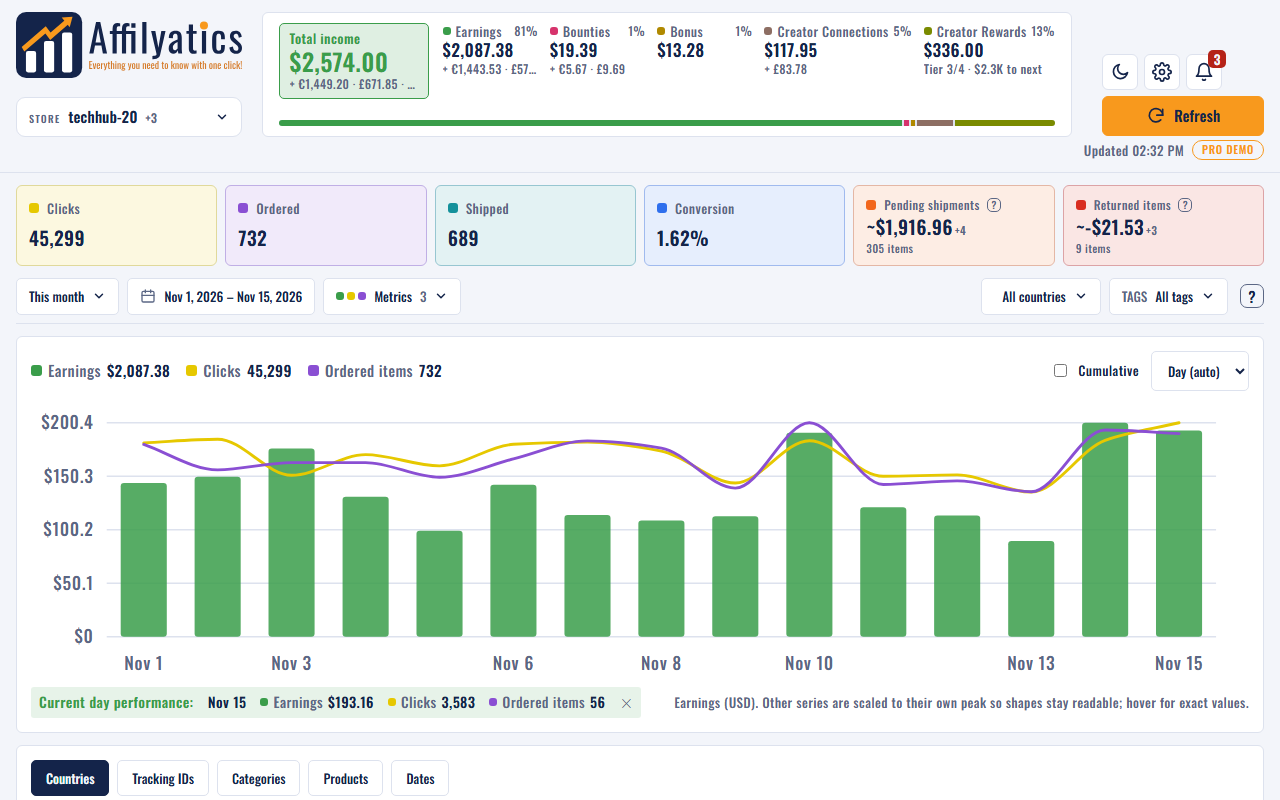 Affilyatics
Everything you need to know with one click!
STORE techhub-20 +3
Total income
$2,574.00
+ €1,449.20 · £671.85 · ...
Earnings 81%
$2,087.38
+ €1,443.53 · £57...
Bounties 1%
$19.39
+ €5.67 · £9.69
Bonus 1%
$13.28
Creator Connections 5%
$117.95
+ £83.78
Creator Rewards 13%
$336.00
Tier 3/4 · $2.3K to next
3
Refresh
Updated 02:32 PM PRO DEMO
Clicks
45,299
Ordered
732
Shipped
689
Conversion
1.62%
Pending shipments ?
~$1,916.96 +4
305 items
Returned items ?
~-$21.53 +3
9 items
This month
Nov 1, 2026 – Nov 15, 2026
Metrics 3
All countries
TAGS All tags
?
Earnings $2,087.38 Clicks 45,299 Ordered items 732
Cumulative
Day (auto)
$200.4
$150.3
$100.2
$50.1
$0
Nov 1 Nov 3 Nov 6 Nov 8 Nov 10 Nov 13 Nov 15
Current day performance: Nov 15 Earnings $193.16 Clicks 3,583 Ordered items 56
Earnings (USD). Other series are scaled to their own peak so shapes stay readable; hover for exact values.
Countries
Tracking IDs
Categories
Products
Dates